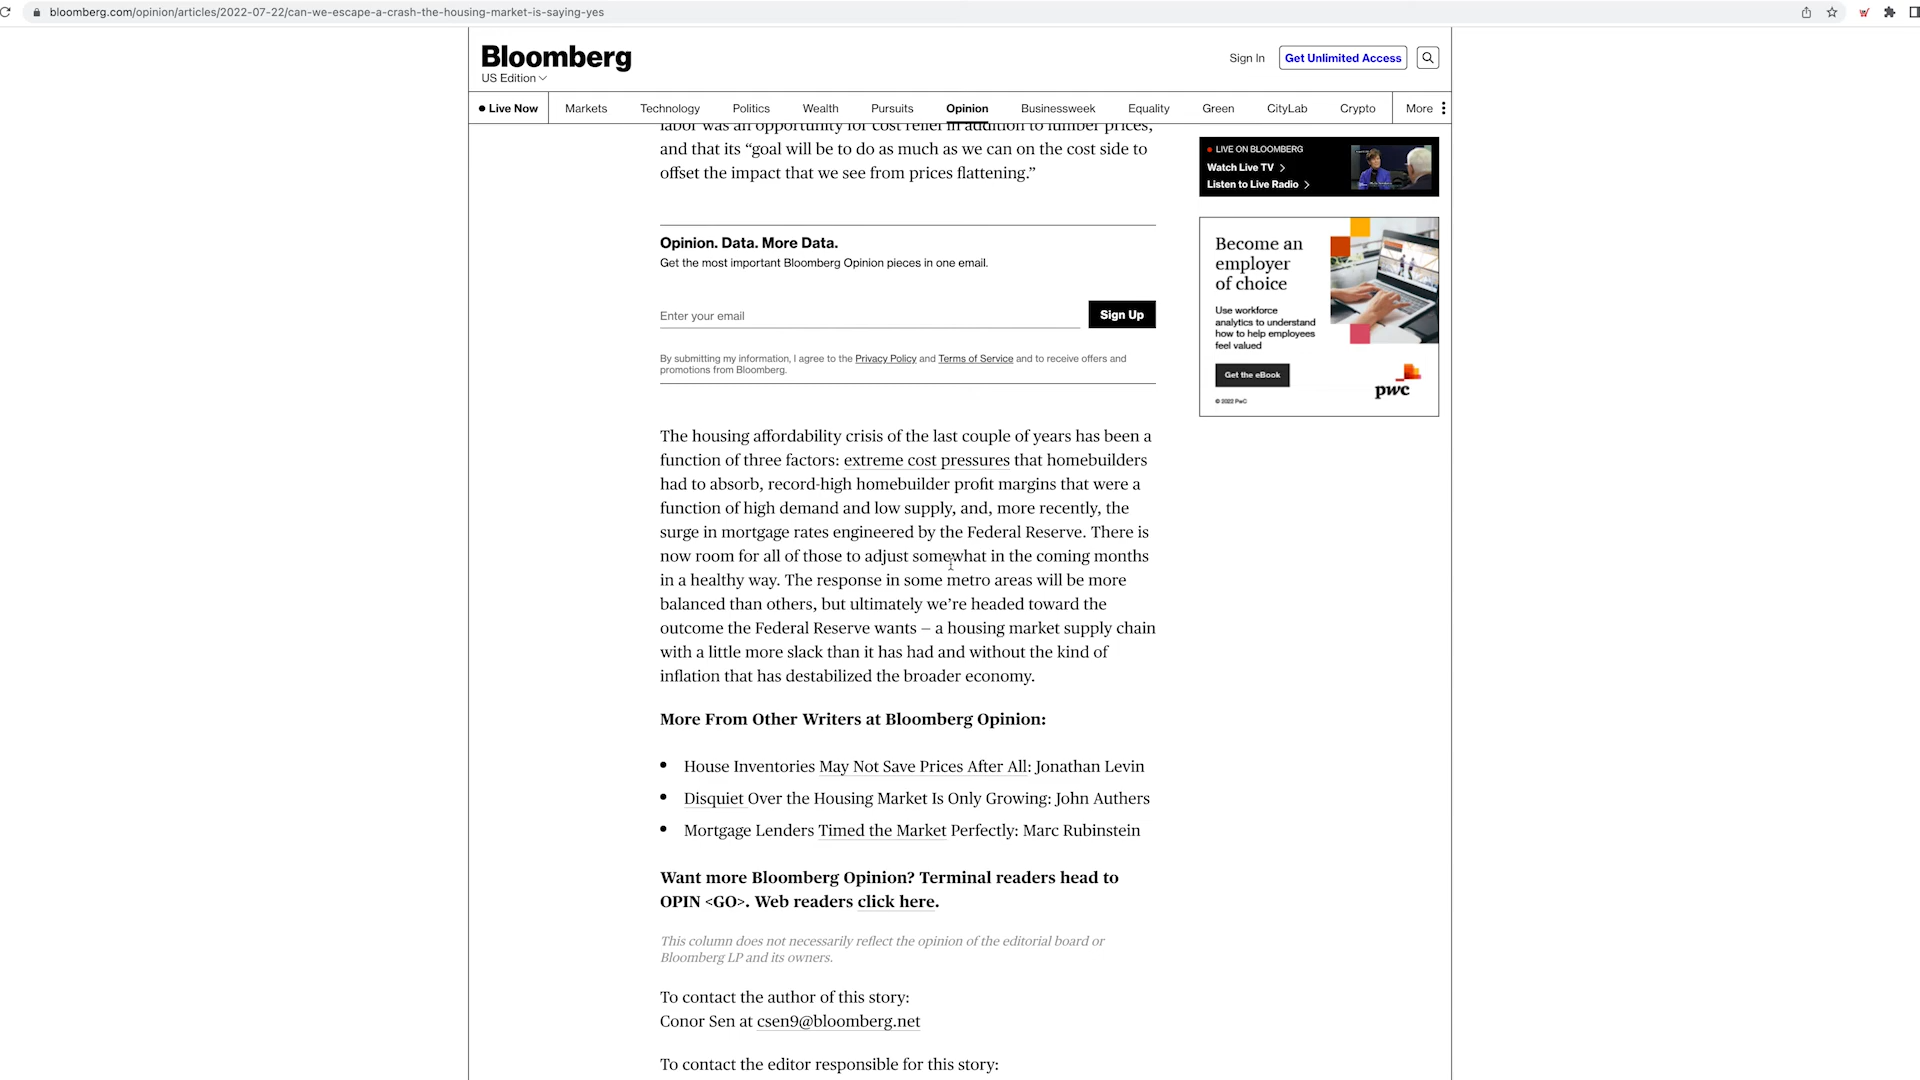 bloomberg.com/opinion/articles/2022-07-22/can-we-escape-a-crash-the-housing-market-is-saying-yes
Bloomberg
US Edition
Sign In
Get Unlimited Access
Live Now
Markets
Technology
Politics
Wealth
Pursuits
Opinion
Businessweek
Equality
Green
CityLab
Crypto
More
labor was an opportunity for cost relief in addition to lumber prices,
and that its “goal will be to do as much as we can on the cost side to
offset the impact that we see from prices flattening.”
Opinion. Data. More Data.
Get the most important Bloomberg Opinion pieces in one email.
Enter your email
Sign Up
By submitting my information, I agree to the Privacy Policy and Terms of Service and to receive offers and
promotions from Bloomberg.
The housing affordability crisis of the last couple of years has been a
function of three factors: extreme cost pressures that homebuilders
had to absorb, record-high homebuilder profit margins that were a
function of high demand and low supply, and, more recently, the
surge in mortgage rates engineered by the Federal Reserve. There is
now room for all of those to adjust somewhat in the coming months
in a healthy way. The response in some metro areas will be more
balanced than others, but ultimately we’re headed toward the
outcome the Federal Reserve wants – a housing market supply chain
with a little more slack than it has had and without the kind of
inflation that has destabilized the broader economy.
More From Other Writers at Bloomberg Opinion:
House Inventories May Not Save Prices After All: Jonathan Levin
Disquiet Over the Housing Market Is Only Growing: John Authers
Mortgage Lenders Timed the Market Perfectly: Marc Rubinstein
Want more Bloomberg Opinion? Terminal readers head to
OPIN <GO>. Web readers click here.
This column does not necessarily reflect the opinion of the editorial board or
Bloomberg LP and its owners.
To contact the author of this story:
Conor Sen at csen9@bloomberg.net
To contact the editor responsible for this story:
LIVE ON BLOOMBERG
Watch Live TV
Listen to Live Radio
Become an
employer
of choice
Use workforce
analytics to understand
how to help employees
feel valued
Get the eBook
pwc
© 2022 PwC